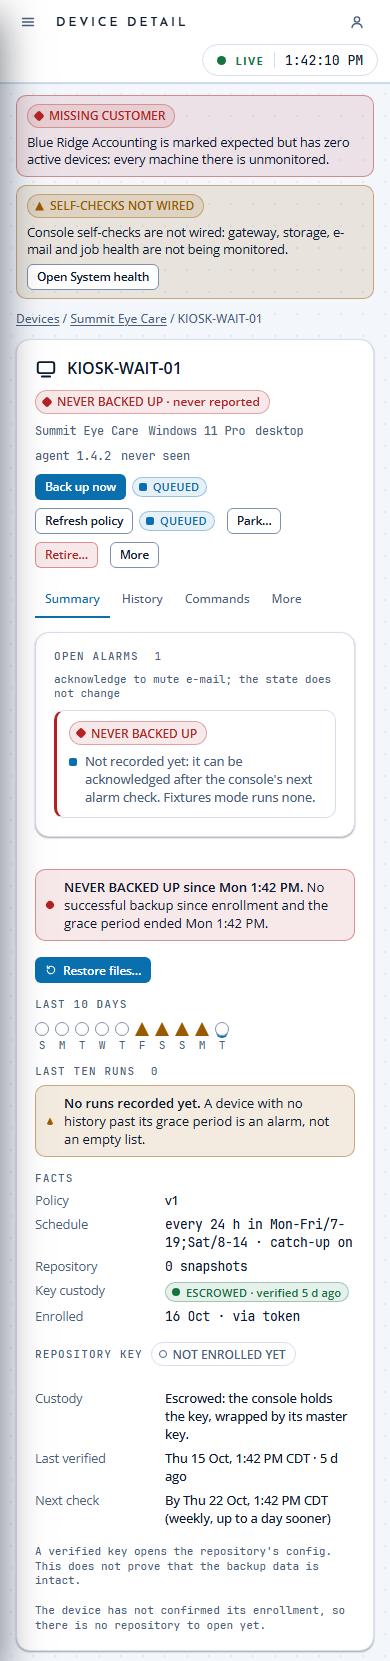 DEVICE DETAIL
LIVE 1:42:10 PM
MISSING CUSTOMER
Blue Ridge Accounting is marked expected but has zero
active devices: every machine there is unmonitored.
SELF-CHECKS NOT WIRED
Console self-checks are not wired: gateway, storage, e-
mail and job health are not being monitored.
Open System health
Devices / Summit Eye Care / KIOSK-WAIT-01
KIOSK-WAIT-01
NEVER BACKED UP · never reported
Summit Eye Care Windows 11 Pro desktop
agent 1.4.2 never seen
Back up now QUEUED
Refresh policy QUEUED Park...
Retire... More
Summary History Commands More
OPEN ALARMS 1
acknowledge to mute e-mail; the state does
not change
NEVER BACKED UP
Not recorded yet: it can be
acknowledged after the console's next
alarm check. Fixtures mode runs none.
NEVER BACKED UP since Mon 1:42 PM. No
successful backup since enrollment and the
grace period ended Mon 1:42 PM.
Restore files...
LAST 10 DAYS
S M T W T F S S M T
LAST TEN RUNS 0
No runs recorded yet. A device with no
history past its grace period is an alarm, not
an empty list.
FACTS
Policy v1
Schedule every 24 h in Mon-Fri/7-
19;Sat/8-14 · catch-up on
Repository 0 snapshots
Key custody ESCROWED · verified 5 d ago
Enrolled 16 Oct · via token
REPOSITORY KEY NOT ENROLLED YET
Custody Escrowed: the console holds
the key, wrapped by its master
key.
Last verified Thu 15 Oct, 1:42 PM CDT · 5 d
ago
Next check By Thu 22 Oct, 1:42 PM CDT
(weekly, up to a day sooner)
A verified key opens the repository's config.
This does not prove that the backup data is
intact.
The device has not confirmed its enrollment, so
there is no repository to open yet.